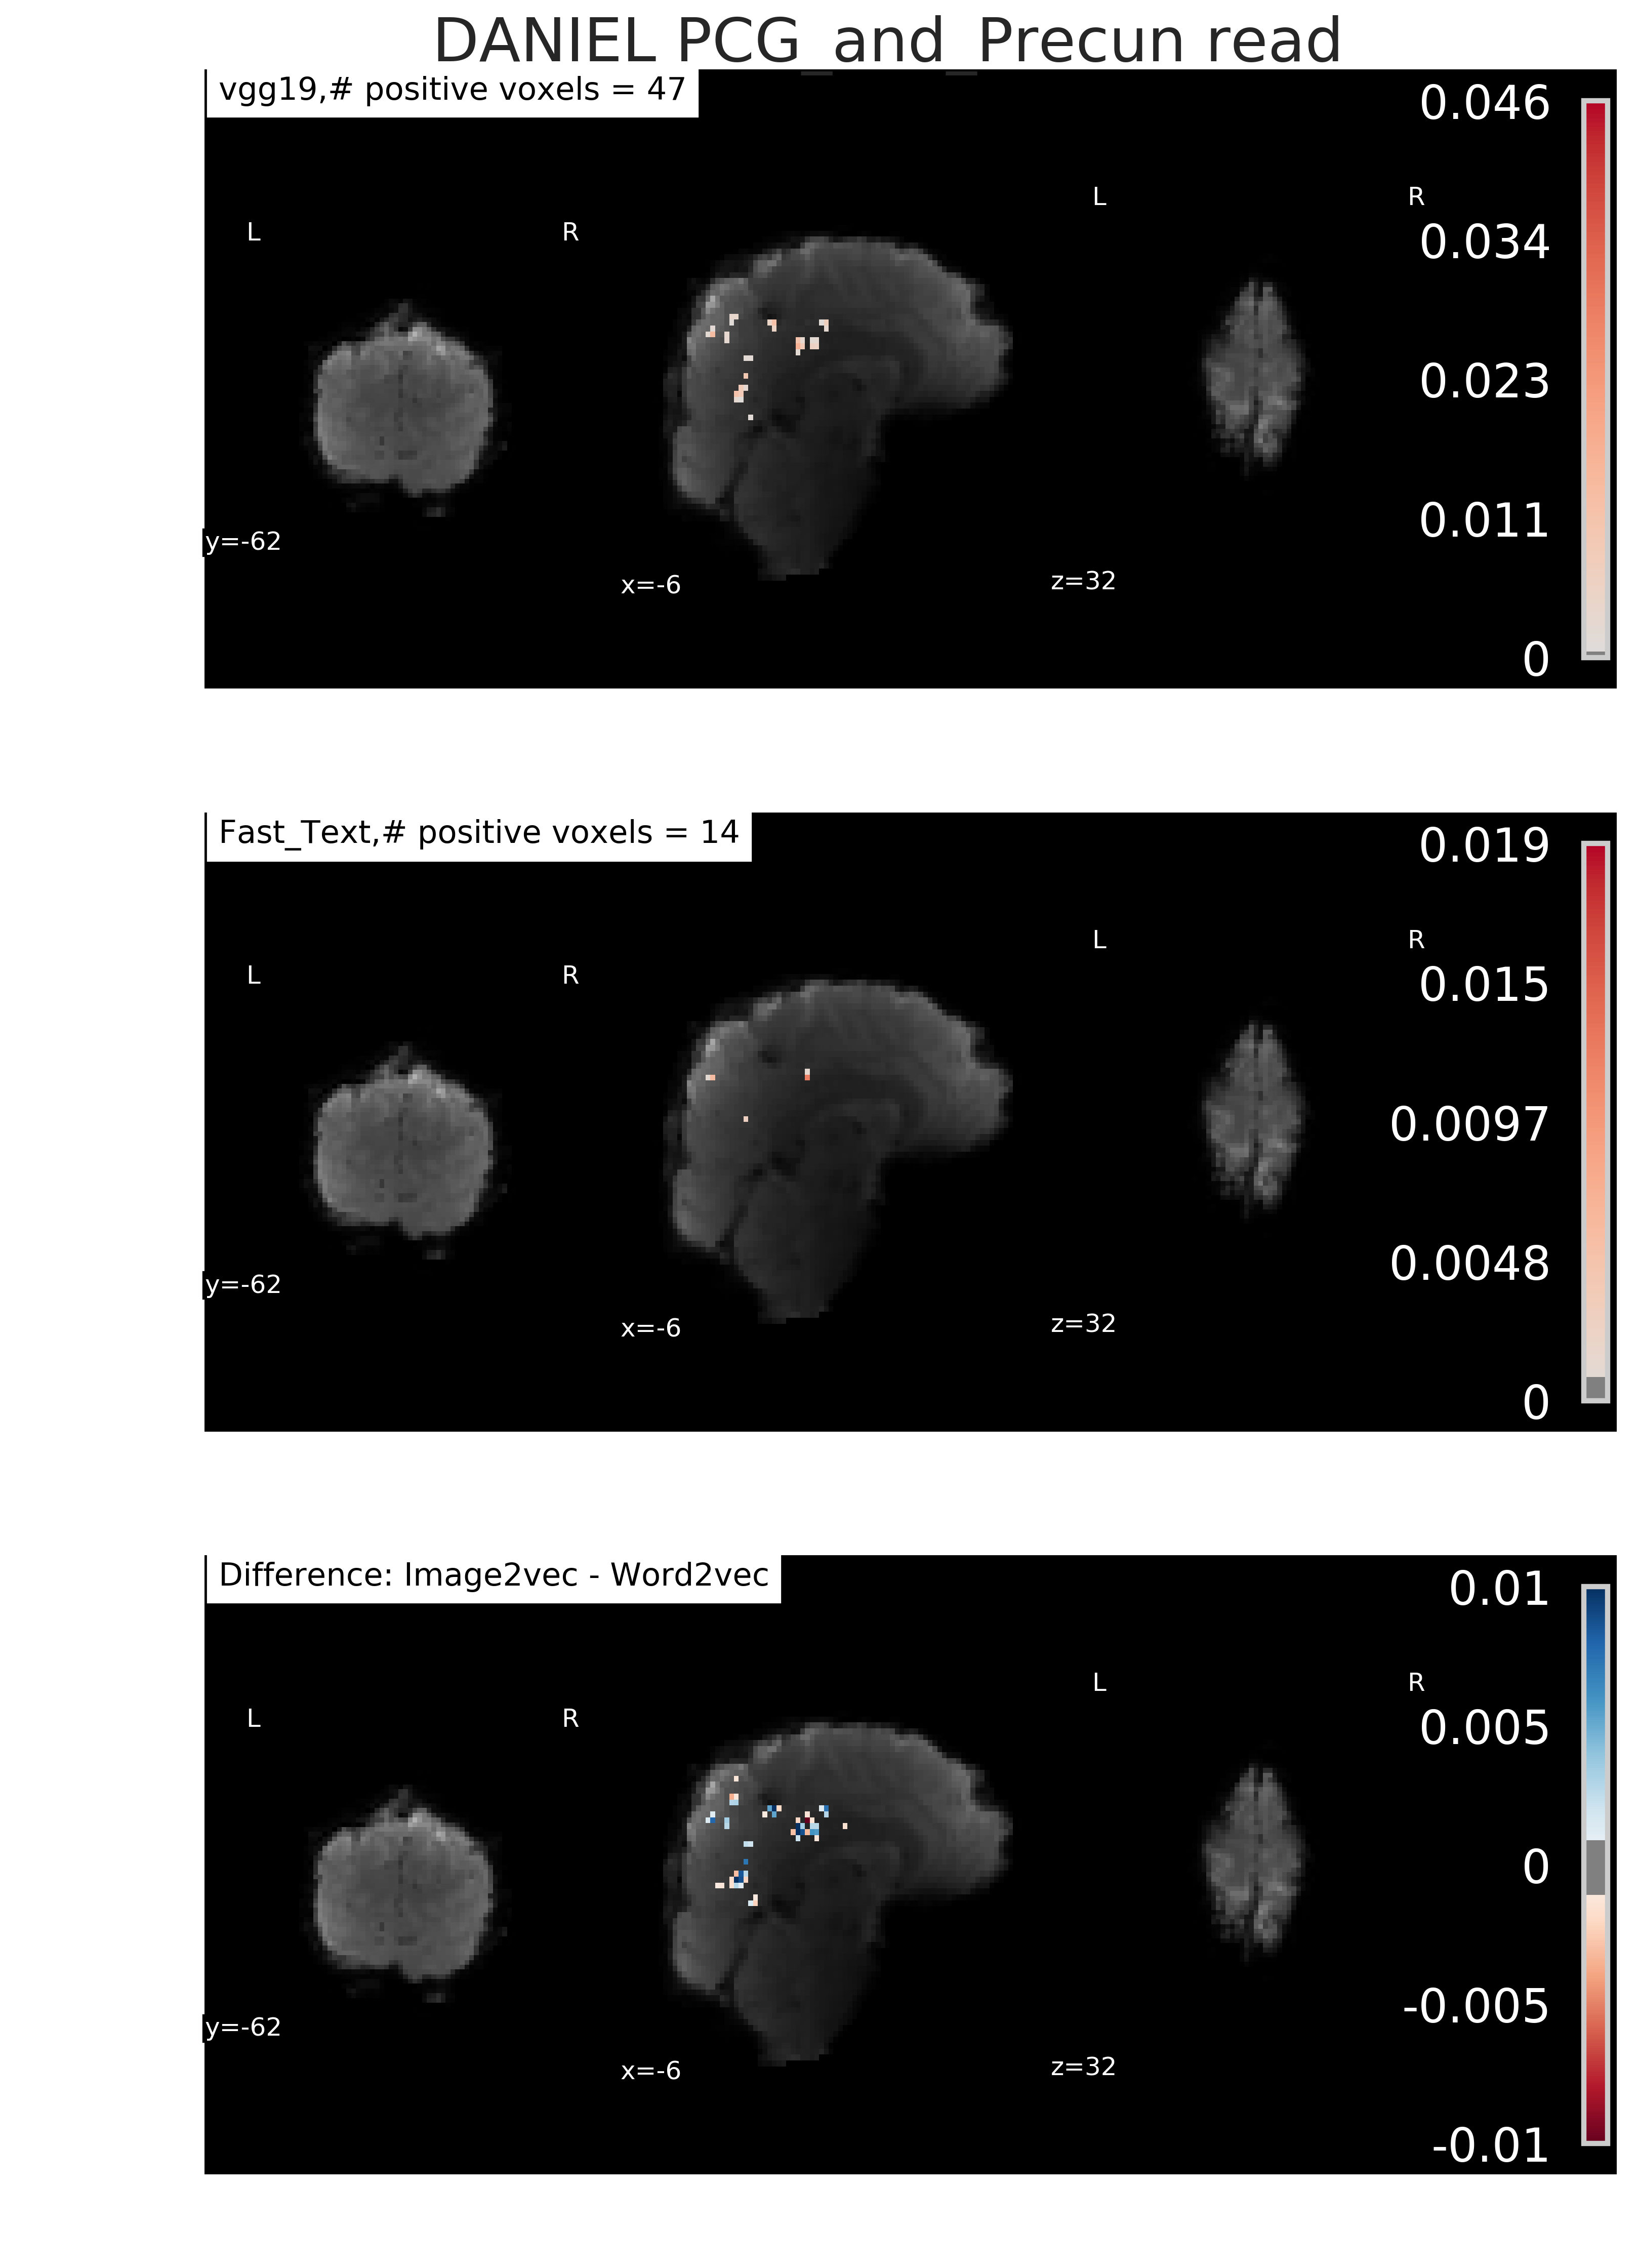 DANIEL PCG_and_Precun read
vgg19,# positive voxels = 47
0.046
L R
0.034
L R
0.023
0.011
y=-62
x=-6
z=32
0
Fast_Text,# positive voxels = 14
0.019
L R
0.015
L R
0.0097
0.0048
y=-62
x=-6
z=32
0
Difference: Image2vec - Word2vec
0.01
L R
0.005
L R
0
-0.005
y=-62
x=-6
z=32
-0.01